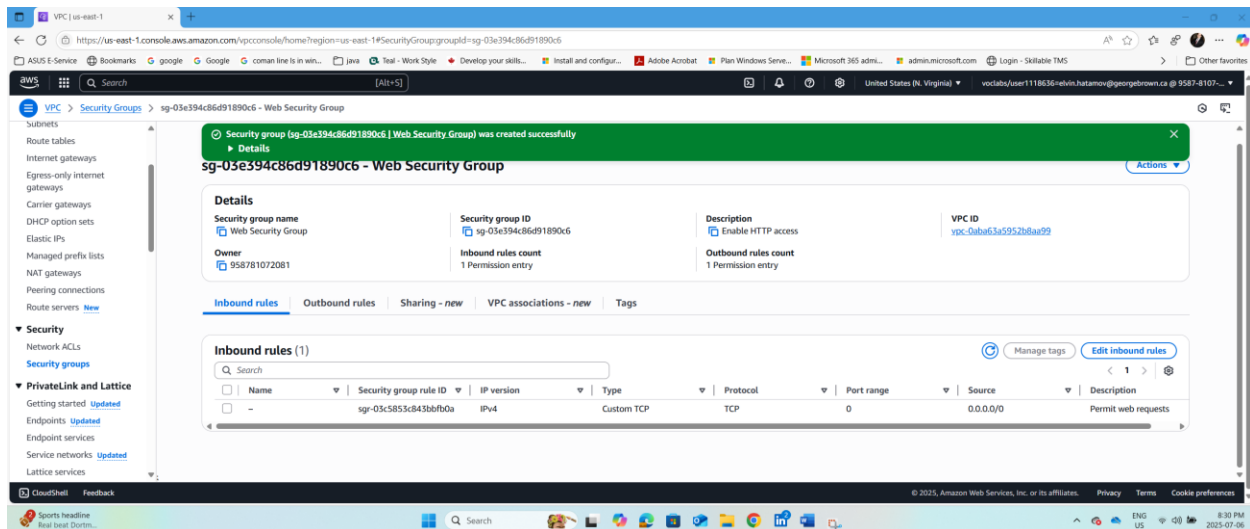 VPC | us-east-1
https://us-east-1.console.aws.amazon.com/vpcconsole/home?region=us-east-1#SecurityGroup:groupId=sg-03e394c86d91890c6
ASUS E-Service Bookmarks google Google coman line ls in win... java Teal - Work Style Develop your skills... Install and configur... Adobe Acrobat Plan Windows Serve... Microsoft 365 admi... admin.microsoft.com Login - Skillable TMS Other favorites
aws Search [Alt+S] United States (N. Virginia) voclabs/user1118636=elvin.hatamov@georgebrown.ca @ 9587-8107-...
VPC > Security Groups > sg-03e394c86d91890c6 - Web Security Group
Subnets
Route tables
Internet gateways
Egress-only internet
gateways
Carrier gateways
DHCP option sets
Elastic IPs
Managed prefix lists
NAT gateways
Peering connections
Route servers New
Security
Network ACLs
Security groups
PrivateLink and Lattice
Getting started Updated
Endpoints Updated
Endpoint services
Service networks Updated
Lattice services
Security group (sg-03e394c86d91890c6 | Web Security Group) was created successfully
Details
sg-03e394c86d91890c6 - Web Security Group
Actions
Details
Security group name
Web Security Group
Security group ID
sg-03e394c86d91890c6
Description
Enable HTTP access
VPC ID
vpc-0aba63a5952b8aa99
Owner
958781072081
Inbound rules count
1 Permission entry
Outbound rules count
1 Permission entry
Inbound rules Outbound rules Sharing - new VPC associations - new Tags
Inbound rules (1)
Manage tags Edit inbound rules
Search
1
Name Security group rule ID IP version Type Protocol Port range Source Description
– sgr-03c5853c843bbfb0a IPv4 Custom TCP TCP 0 0.0.0.0/0 Permit web requests
CloudShell Feedback © 2025, Amazon Web Services, Inc. or its affiliates. Privacy Terms Cookie preferences
Sports headline
Real beat Dortm...
Search
ENG
US
8:30 PM
2025-07-06